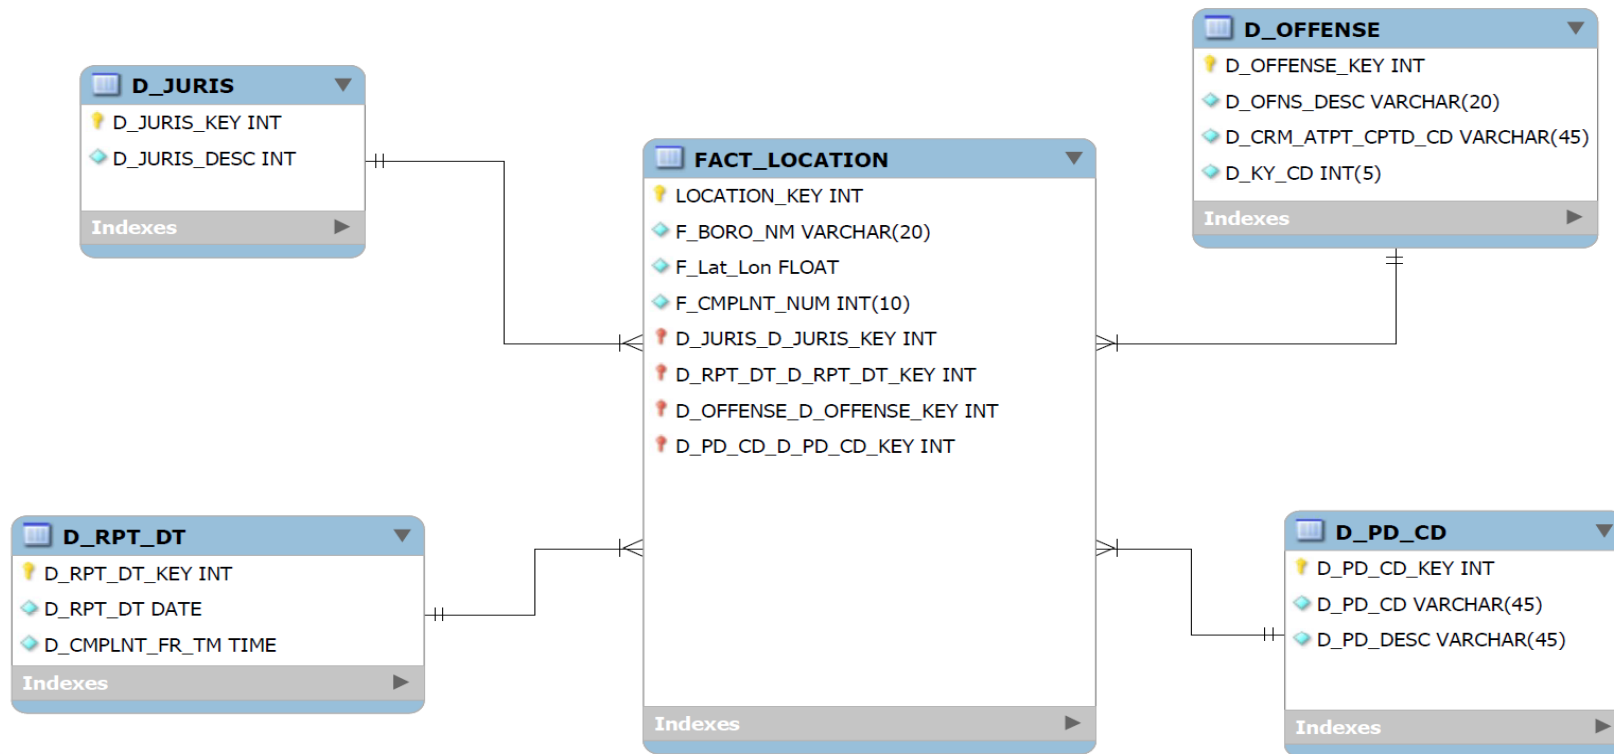 D_JURIS
D_JURIS_KEY INT
D_JURIS_DESC INT
Indexes
D_OFFENSE
D_OFFENSE_KEY INT
D_OFNS_DESC VARCHAR(20)
D_CRM_ATPT_CPTD_CD VARCHAR(45)
D_KY_CD INT(5)
Indexes
FACT_LOCATION
LOCATION_KEY INT
F_BORO_NM VARCHAR(20)
F_Lat_Lon FLOAT
F_CMPLNT_NUM INT(10)
D_JURIS_D_JURIS_KEY INT
D_RPT_DT_D_RPT_DT_KEY INT
D_OFFENSE_D_OFFENSE_KEY INT
D_PD_CD_D_PD_CD_KEY INT
Indexes
D_RPT_DT
D_RPT_DT_KEY INT
D_RPT_DT DATE
D_CMPLNT_FR_TM TIME
Indexes
D_PD_CD
D_PD_CD_KEY INT
D_PD_CD VARCHAR(45)
D_PD_DESC VARCHAR(45)
Indexes